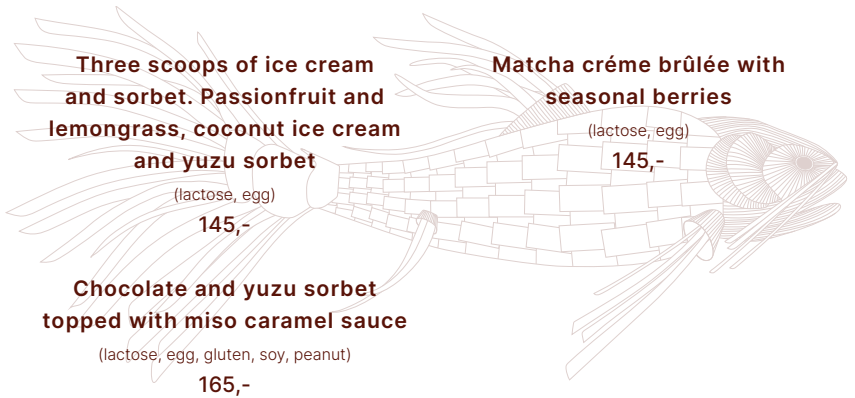 Three scoops of ice cream
and sorbet. Passionfruit and
lemongrass, coconut ice cream
and yuzu sorbet
(lactose, egg)
145,-
Chocolate and yuzu sorbet
topped with miso caramel sauce
(lactose, egg, gluten, soy, peanut)
165,-
Matcha créme brûlée with
seasonal berries
(lactose, egg)
145,-